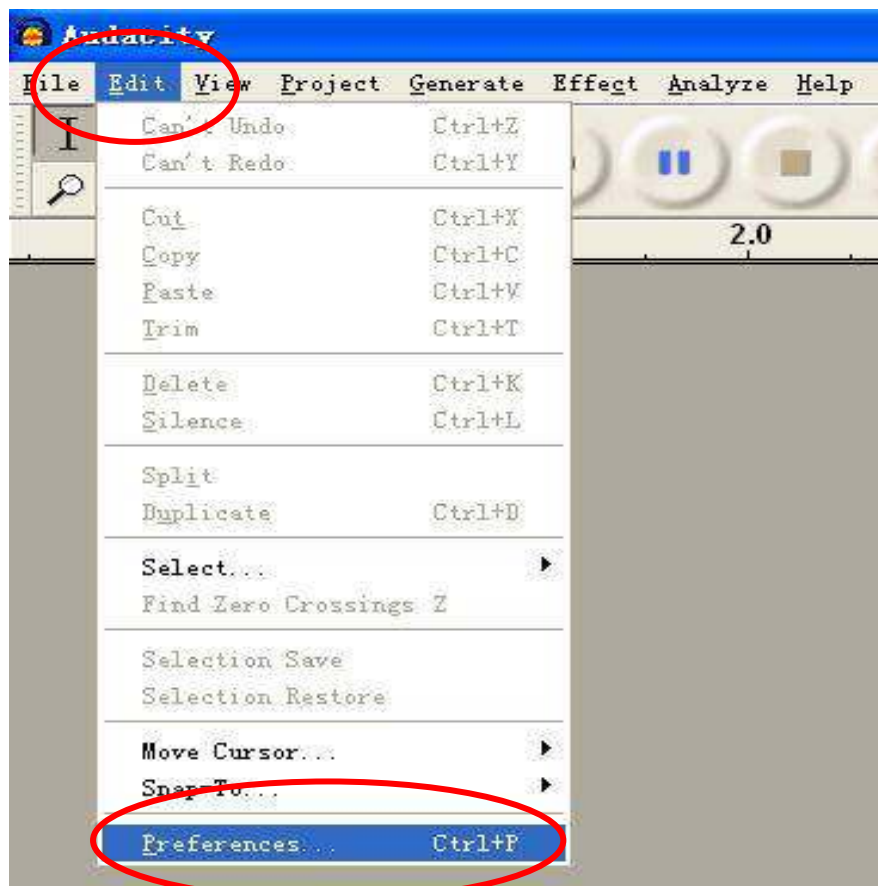 Audacity
File Edit View Project Generate Effect Analyze Help
Can't Undo Ctrl+Z
Can't Redo Ctrl+Y
Cut Ctrl+X
2.0
Copy Ctrl+C
Paste Ctrl+V
Trim Ctrl+T
Delete Ctrl+K
Silence Ctrl+L
Split
Duplicate Ctrl+D
Select...
Find Zero Crossings Z
Selection Save
Selection Restore
Move Cursor...
Snap-To...
Preferences... Ctrl+P